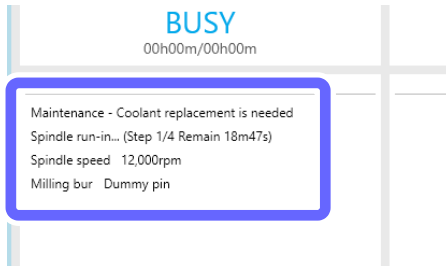 BUSY
00h00m/00h00m
Maintenance - Coolant replacement is needed
Spindle run-in... (Step 1/4 Remain 18m47s)
Spindle speed 12,000rpm
Milling bur Dummy pin